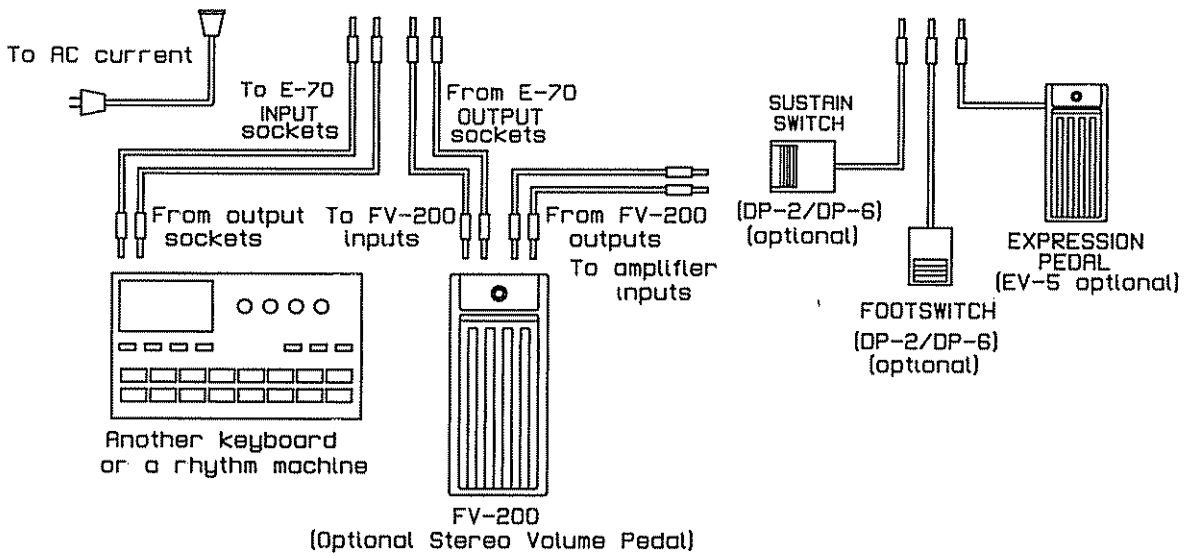 To AC current
To E-70
INPUT
sockets
From E-70
OUTPUT
sockets
SUSTAIN
SWITCH
(DP-2/DP-6)
(optional)
From output
sockets
To FV-200
inputs
From FV-200
outputs
To amplifier
inputs
EXPRESSION
PEDAL
(EV-5 optional)
FOOTSWITCH
(DP-2/DP-6)
(optional)
Another keyboard
or a rhythm machine
FV-200
(Optional Stereo Volume Pedal)